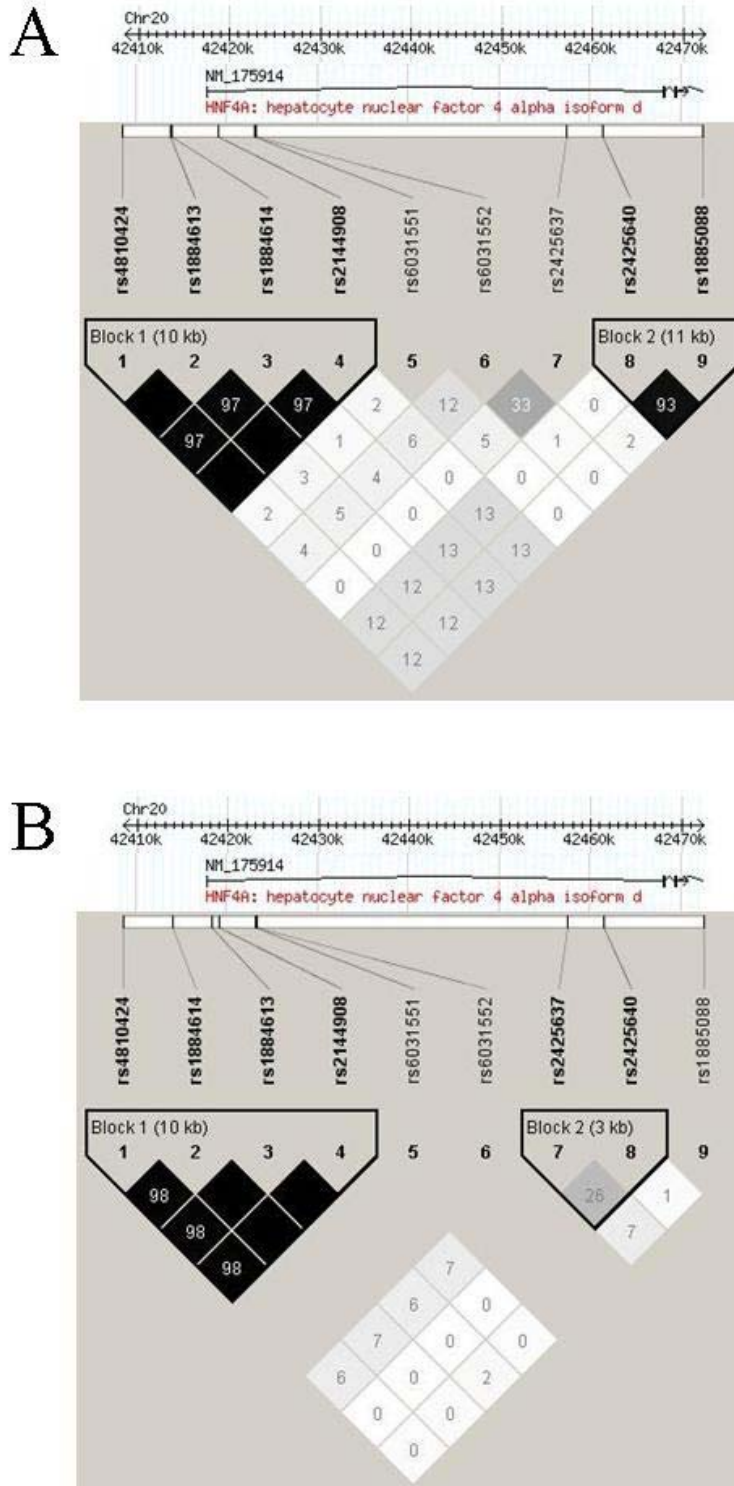 A
Chr20
42410k 42420k 42430k 42440k 42450k 42460k 42470k
NM_175914
HNF4A: hepatocyte nuclear factor 4 alpha isoform d
rs4810424 rs1884613 rs1884614 rs2144908 rs6031551 rs6031552 rs2425637 rs2425640 rs1885088
Block 1 (10 kb) Block 2 (11 kb)
1 2 3 4 5 6 7 8 9
97 97 2 12 33 0 93
97 1 6 5 1 2
3 4 0 0 0
2 5 0 13 0
4 0 13 13
0 12 13
12 12
12
B
Chr20
42410k 42420k 42430k 42440k 42450k 42460k 42470k
NM_175914
HNF4A: hepatocyte nuclear factor 4 alpha isoform d
rs4810424 rs1884614 rs1884613 rs2144908 rs6031551 rs6031552 rs2425637 rs2425640 rs1885088
Block 1 (10 kb) Block 2 (3 kb)
1 2 3 4 5 6 7 8 9
98 26 1
98 7
98 7
6 0
7 0 0
6 0 2
0 0
0